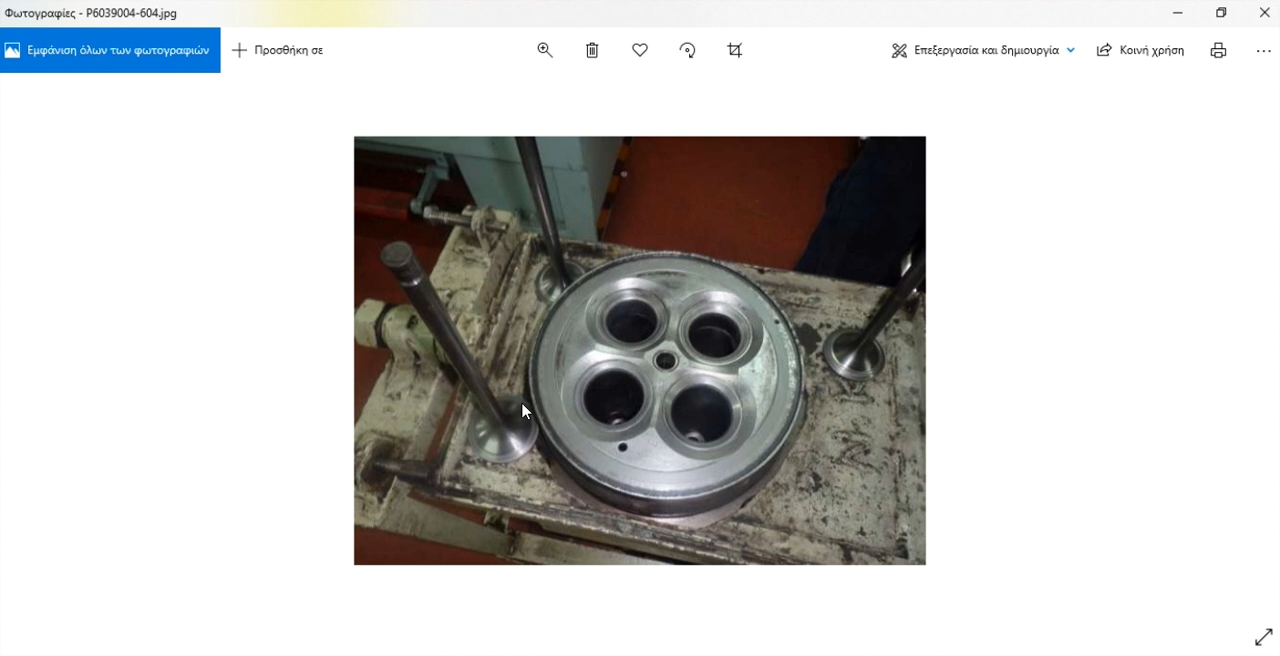 Φωτογραφίες - P6039004-604.jpg
Εμφάνιση όλων των φωτογραφιών
Προσθήκη σε
Επεξεργασία και δημιουργία
Κοινή χρήση